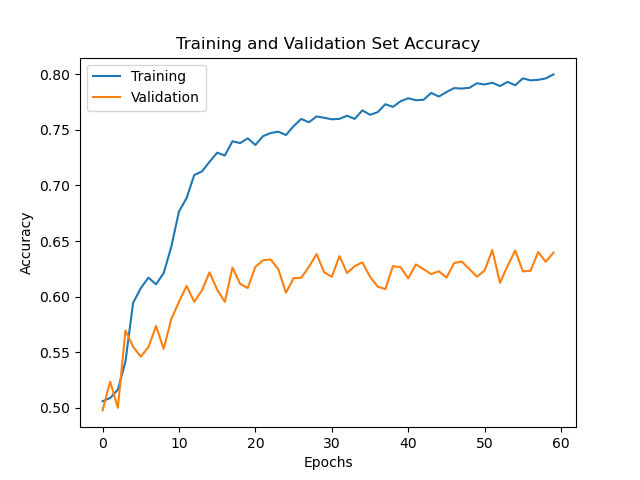 Training and Validation Set Accuracy
Training
Validation
0.80
0.75
0.70
0.65
0.60
0.55
0.50
Accuracy
0 10 20 30 40 50 60
Epochs